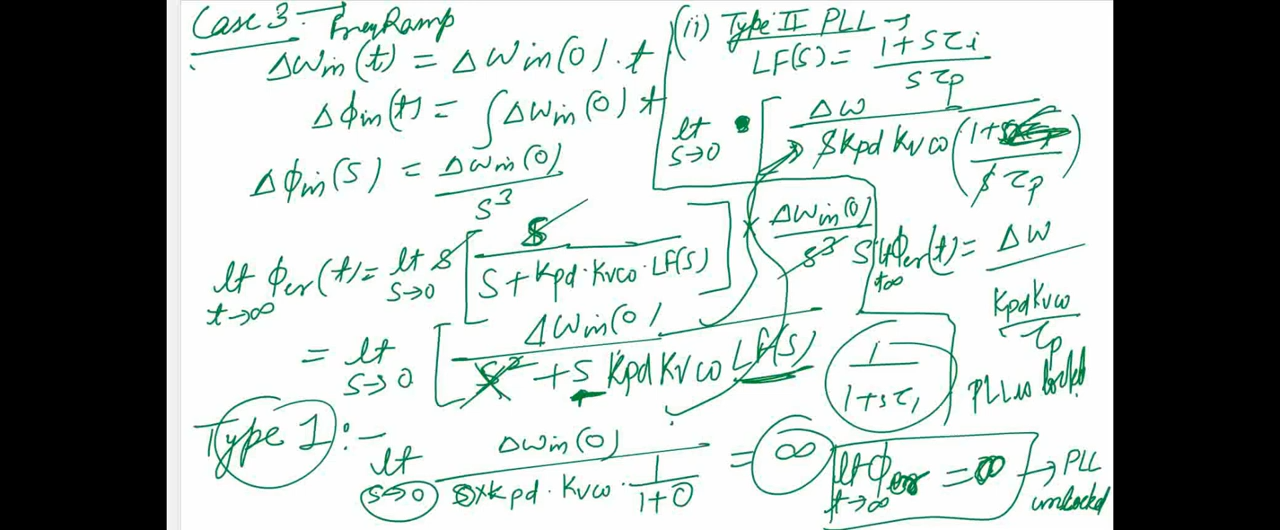 Case 3 :- Freq Ramp
Δωin(t) = Δωin(0) . t
Δϕin(t) = ∫ Δωin(0) t
Δϕin(s) = Δωin(0) / s³
lt t→∞ ϕer(t) = lt s→0 s [ s / (s + Kpd · Kvco · LF(s)) ] × Δωin(0) / s³
= lt s→0 [ Δωin(0) / (s² + s Kpd Kvco LF(s))
Type 1 :-
lt s→0 Δωin(0) / (s × Kpd · Kvco · 1 / (1+0)) = ∞
lt t→∞ ϕer = ∞ → PLL unlocked
(ii) Type II PLL →
LF(s) = (1 + sτi) / sτp
lt s→0 [ Δω / (s Kpd Kvco (1+ / s τp))
lt t→∞ ϕer(t) = Δω / (Kpd Kvco / τp)
1 / (1+sτ1)
PLL is locked